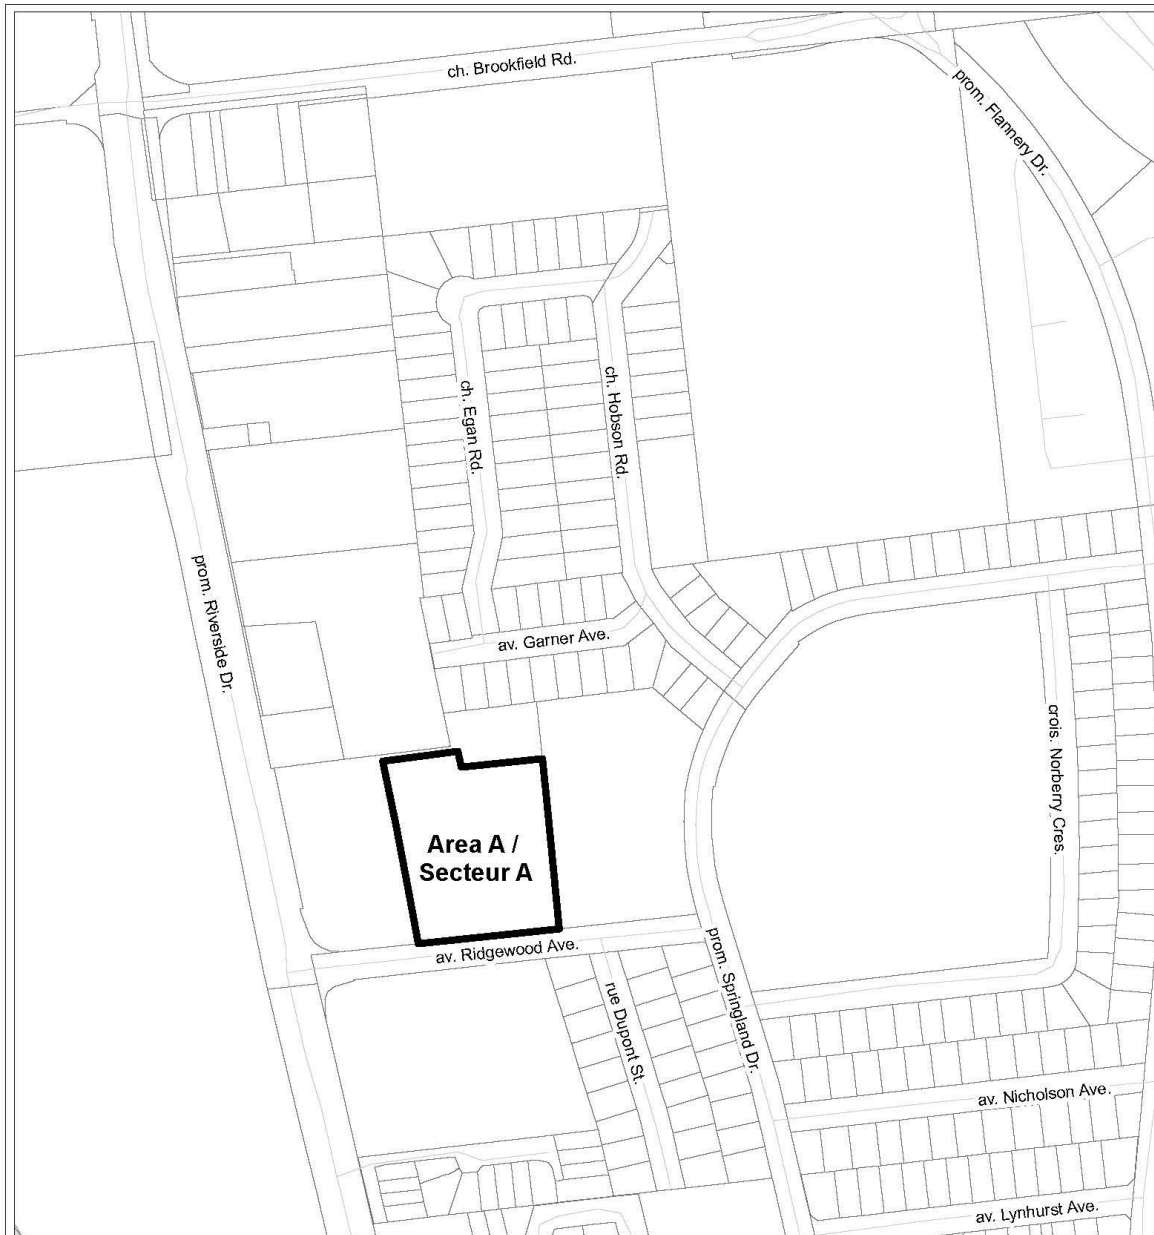 ch. Brookfield Rd.
prom. Flannery Dr.
ch. Egan Rd.
ch. Hobson Rd.
prom. Riverside Dr.
av. Garner Ave.
crois. Norberry Cres.
Area A /
Secteur A
av. Ridgewood Ave.
rue Dupont St.
prom. Springland Dr.
av. Nicholson Ave.
av. Lynhurst Ave.